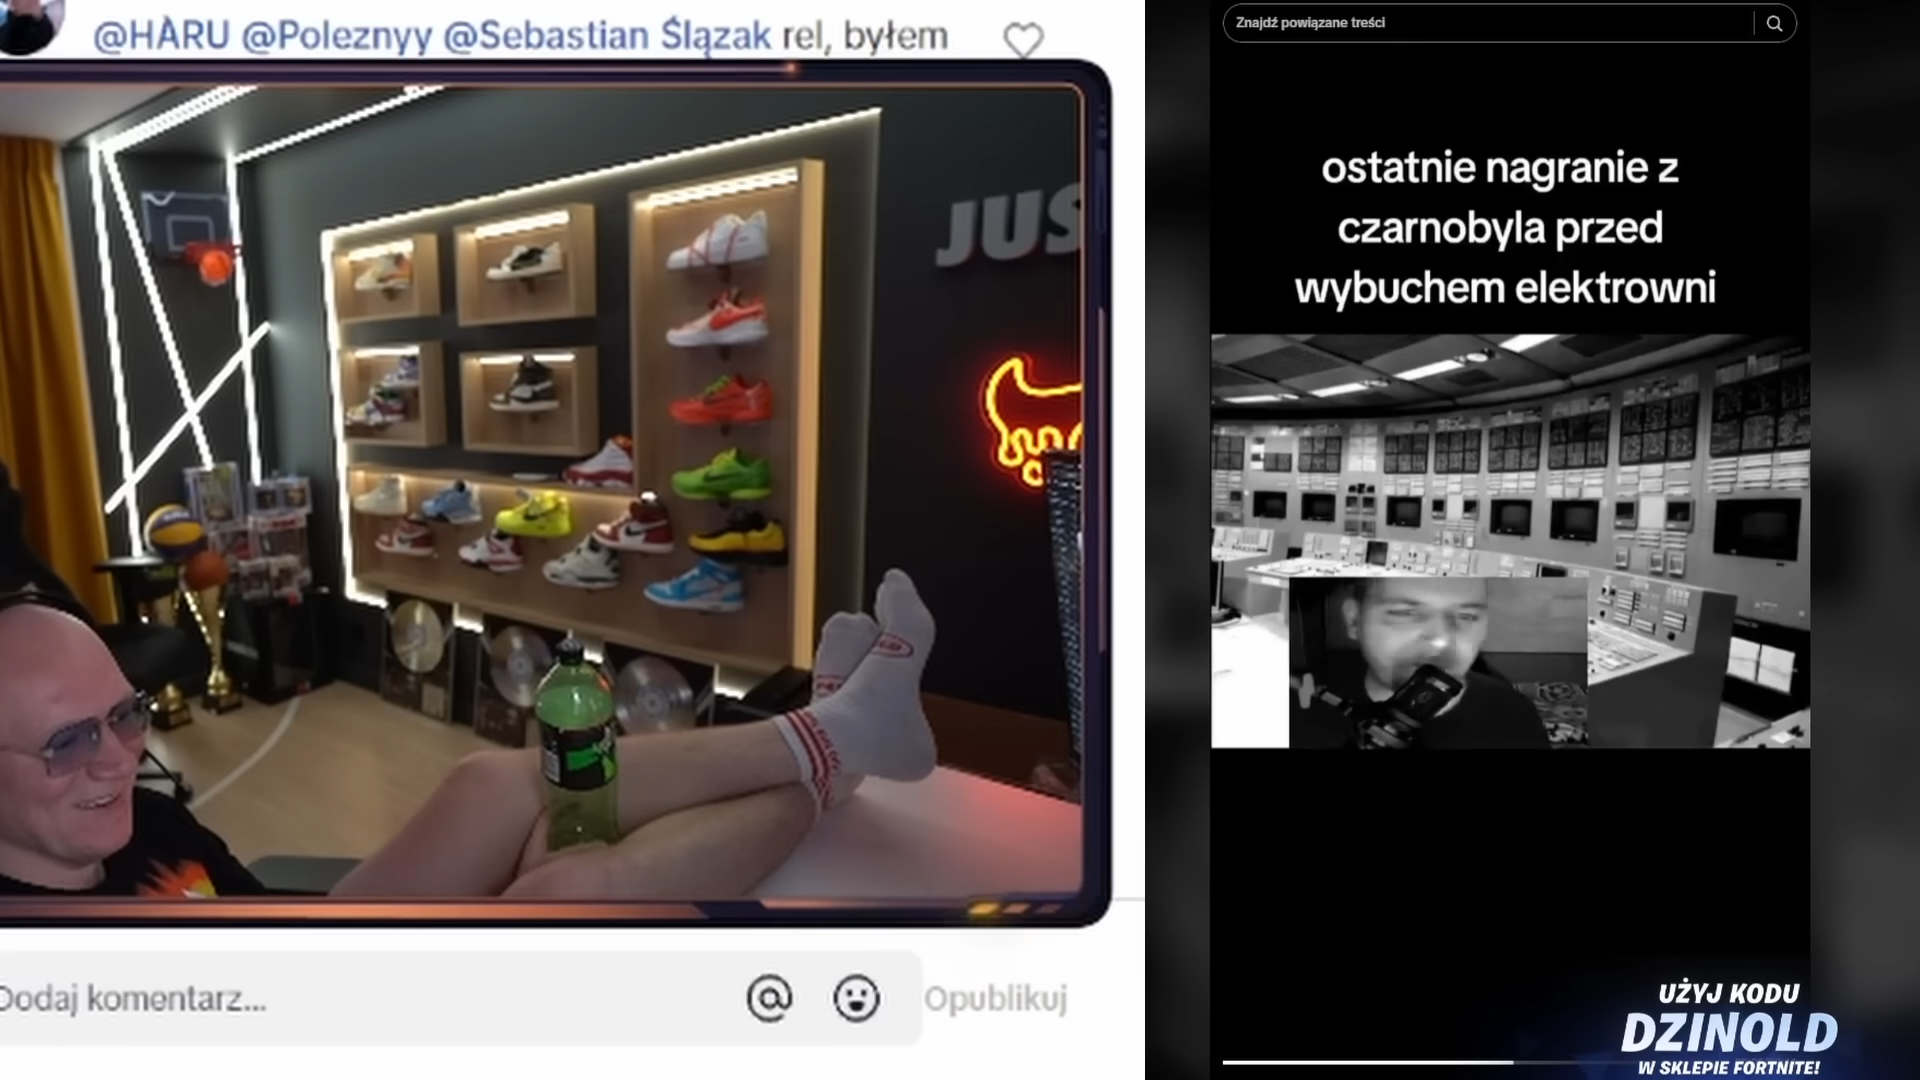 @HÀRU @Poleznyy @Sebastian Ślązak rel, byłem
JUS
Dodaj komentarz...
Opublikuj
Znajdź powiązane treści
ostatnie nagranie z
czarnobyla przed
wybuchem elektrowni
UŻYJ KODU
DZINOLD
W SKLEPIE FORTNITE!